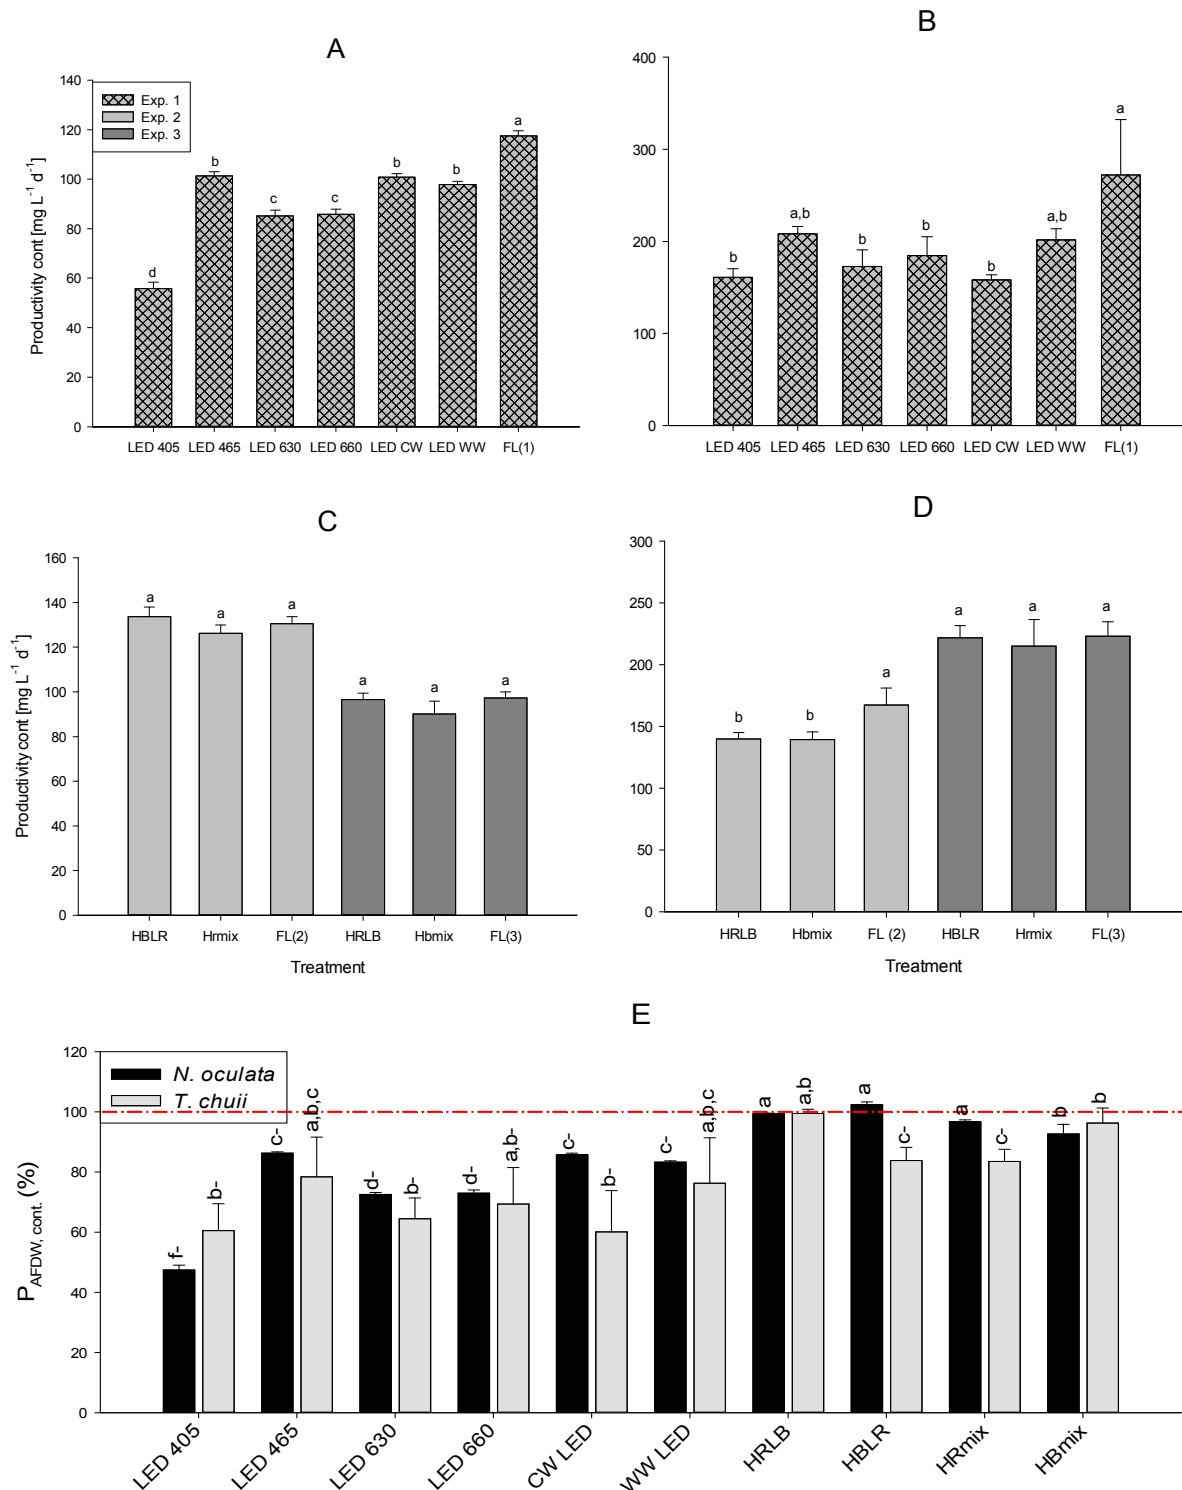 A
Productivity cont [mg L⁻¹ d⁻¹]
140
120
100
80
60
40
20
0
Exp. 1
Exp. 2
Exp. 3
d
b
c
c
b
b
a
LED 405 LED 465 LED 630 LED 660 LED CW LED WW FL(1)
B
400
300
200
100
0
b
a,b
b
b
b
a,b
a
LED 405 LED 465 LED 630 LED 660 LED CW LED WW FL(1)
C
Productivity cont [mg L⁻¹ d⁻¹]
160
140
120
100
80
60
40
20
0
a
a
a
a
a
a
HBLR Hrmix FL(2) HRLB Hbmix FL(3)
Treatment
D
300
250
200
150
100
50
0
b
b
a
a
a
a
HRLB Hbmix FL (2) HBLR Hrmix FL(3)
Treatment
E
P AFDW, cont. (%)
120
100
80
60
40
20
0
N. oculata
T. chuii
f-
b-
c-
a,b,c
d-
b-
d-
a,b-
c-
b-
c-
a,b,c
a
a,b
a
c-
a
c-
b
b
LED 405
LED 465
LED 630
LED 660
CW LED
WW LED
HRLB
HBLR
HRmix
HBmix